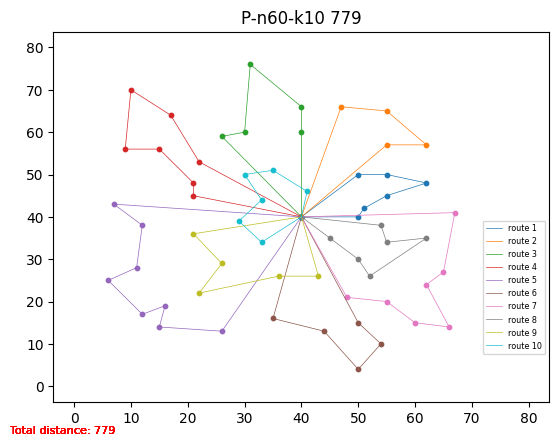 P-n60-k10 779
80
70
60
50
40
30
20
10
0
route 1
route 2
route 3
route 4
route 5
route 6
route 7
route 8
route 9
route 10
0 10 20 30 40 50 60 70 80
Total distance: 779